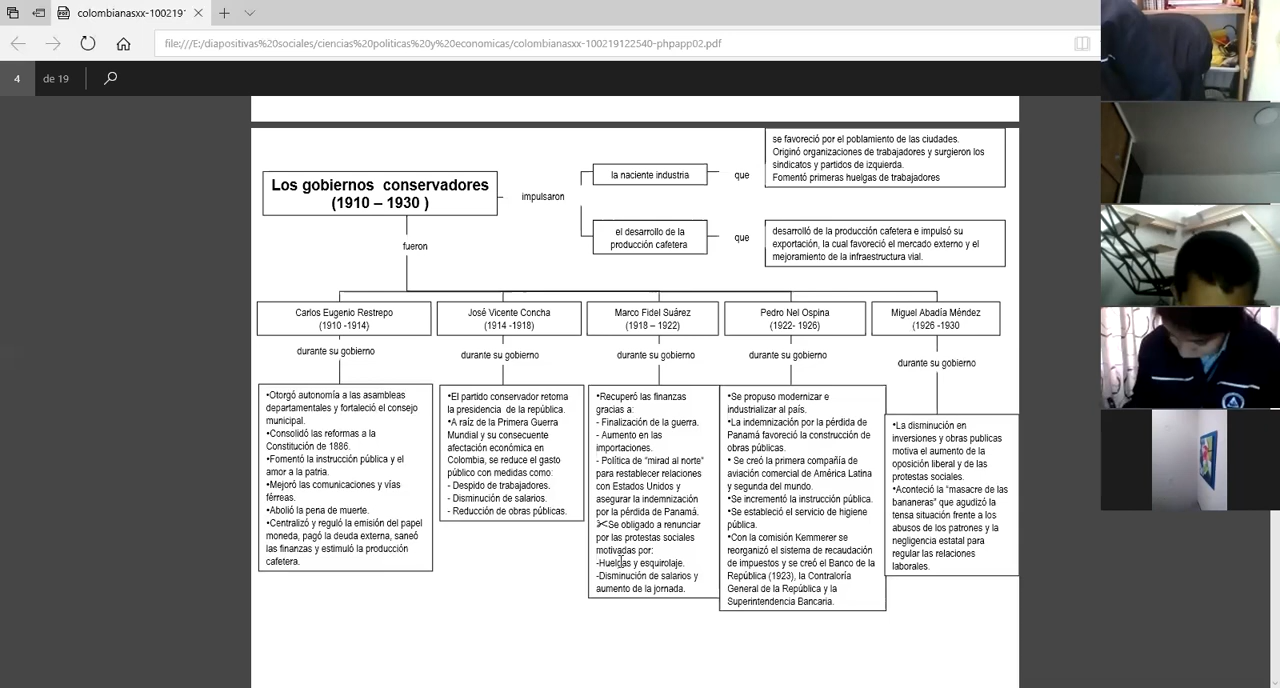 colombianasxx-100219'
file:///E:/diapositivas%20sociales/ciencias%20politicas%20y%20economicas/colombianasxx-100219122540-phpapp02.pdf
4 de 19
se favoreció por el poblamiento de las ciudades.
Originó organizaciones de trabajadores y surgieron los
sindicatos y partidos de izquierda.
Fomentó primeras huelgas de trabajadores
Los gobiernos conservadores
(1910 – 1930 )
impulsaron
la naciente industria
que
el desarrollo de la
producción cafetera
que
desarrolló de la producción cafetera e impulsó su
exportación, la cual favoreció el mercado externo y el
mejoramiento de la infraestructura vial.
fueron
Carlos Eugenio Restrepo
(1910 -1914)
durante su gobierno
•Otorgó autonomía a las asambleas
departamentales y fortaleció el consejo
municipal.
•Consolidó las reformas a la
Constitución de 1886.
•Fomentó la instrucción pública y el
amor a la patria.
•Mejoró las comunicaciones y vías
férreas.
•Abolió la pena de muerte.
•Centralizó y reguló la emisión del papel
moneda, pagó la deuda externa, saneó
las finanzas y estimuló la producción
cafetera.
José Vicente Concha
(1914 -1918)
durante su gobierno
•El partido conservador retoma
la presidencia de la república.
•A raíz de la Primera Guerra
Mundial y su consecuente
afectación económica en
Colombia, se reduce el gasto
público con medidas como:
- Despido de trabajadores.
- Disminución de salarios.
- Reducción de obras públicas.
Marco Fidel Suárez
(1918 – 1922)
durante su gobierno
•Recuperó las finanzas
gracias a:
- Finalización de la guerra.
- Aumento en las
importaciones.
- Política de “mirad al norte”
para restablecer relaciones
con Estados Unidos y
asegurar la indemnización
por la pérdida de Panamá.
✂Se obligado a renunciar
por las protestas sociales
motivadas por:
-Huelgas y esquirolaje.
-Disminución de salarios y
aumento de la jornada.
Pedro Nel Ospina
(1922- 1926)
durante su gobierno
•Se propuso modernizar e
industrializar al país.
•La indemnización por la pérdida de
Panamá favoreció la construcción de
obras públicas.
• Se creó la primera compañía de
aviación comercial de América Latina
y segunda del mundo.
•Se incrementó la instrucción pública.
•Se estableció el servicio de higiene
pública.
•Con la comisión Kemmerer se
reorganizó el sistema de recaudación
de impuestos y se creó el Banco de la
República (1923), la Contraloría
General de la República y la
Superintendencia Bancaria.
Miguel Abadía Méndez
(1926 -1930
durante su gobierno
•La disminución en
inversiones y obras publicas
motiva el aumento de la
oposición liberal y de las
protestas sociales.
•Aconteció la “masacre de las
bananeras” que agudizó la
tensa situación frente a los
abusos de los patrones y la
negligencia estatal para
regular las relaciones
laborales.